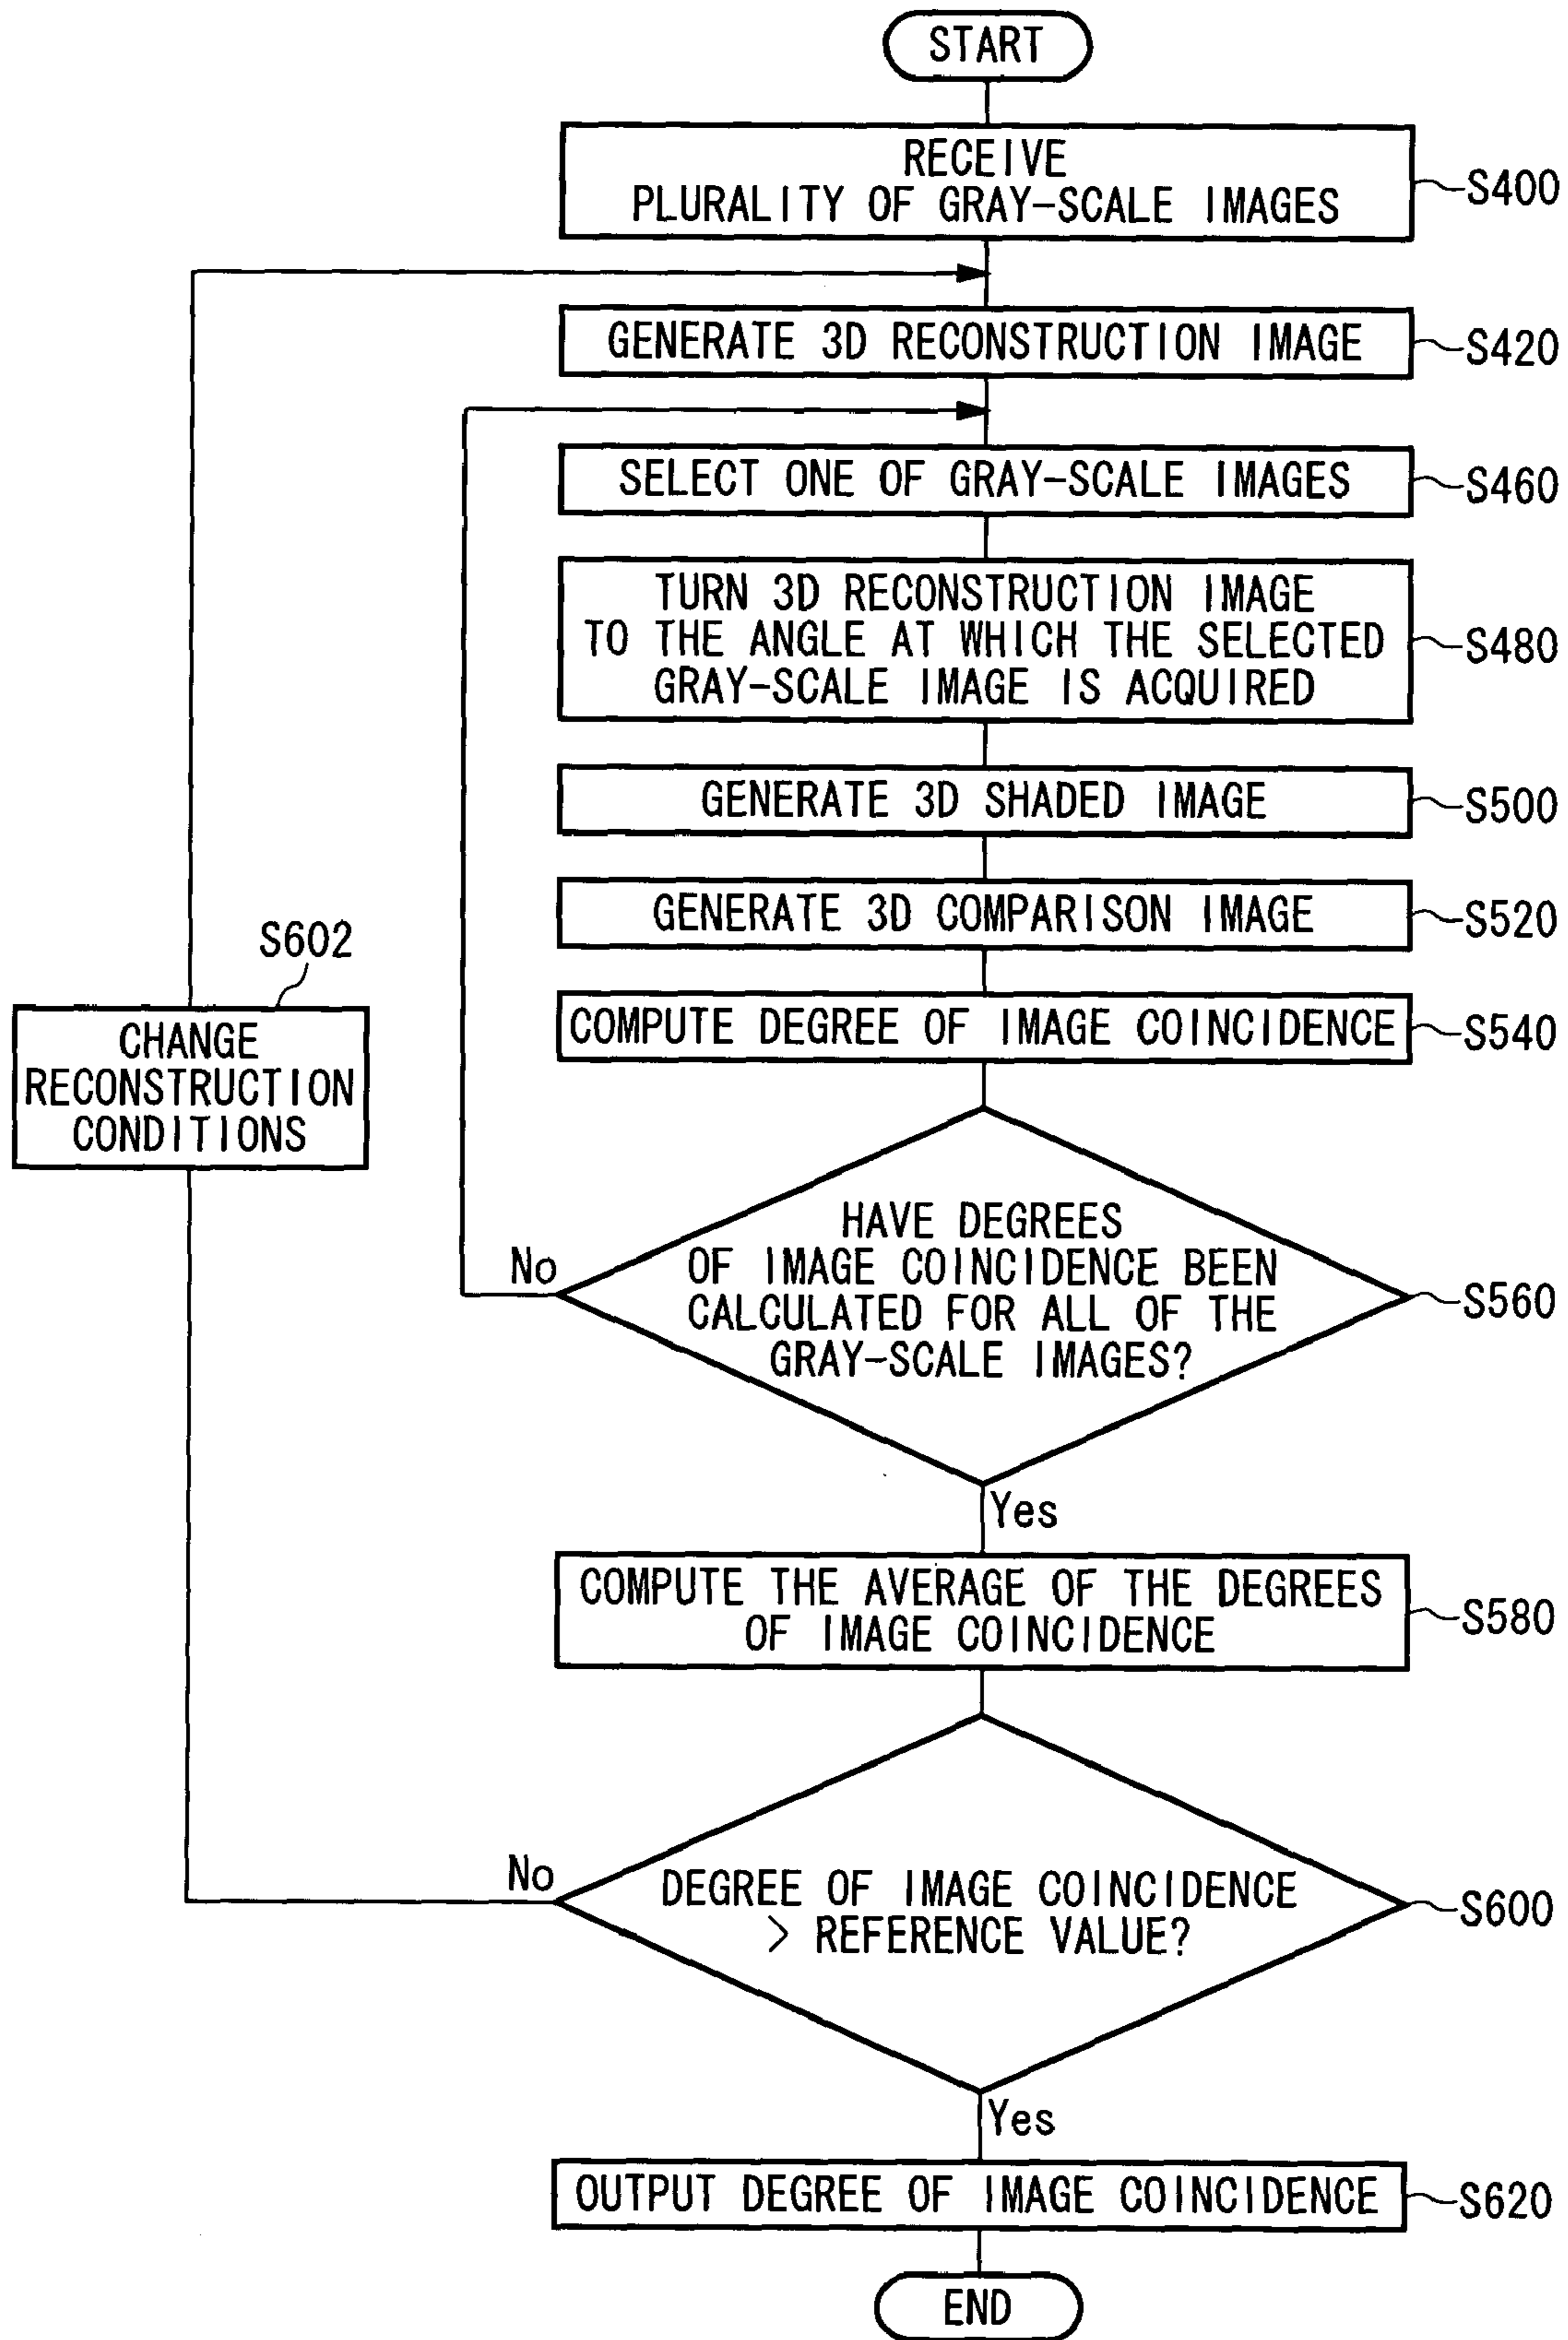 START
RECEIVE
PLURALITY OF GRAY-SCALE IMAGES
S400
GENERATE 3D RECONSTRUCTION IMAGE
S420
SELECT ONE OF GRAY-SCALE IMAGES
S460
TURN 3D RECONSTRUCTION IMAGE
TO THE ANGLE AT WHICH THE SELECTED
GRAY-SCALE IMAGE IS ACQUIRED
S480
GENERATE 3D SHADED IMAGE
S500
GENERATE 3D COMPARISON IMAGE
S520
S602
CHANGE
RECONSTRUCTION
CONDITIONS
COMPUTE DEGREE OF IMAGE COINCIDENCE
S540
HAVE DEGREES
OF IMAGE COINCIDENCE BEEN
CALCULATED FOR ALL OF THE
GRAY-SCALE IMAGES?
No
S560
Yes
COMPUTE THE AVERAGE OF THE DEGREES
OF IMAGE COINCIDENCE
S580
No
DEGREE OF IMAGE COINCIDENCE
> REFERENCE VALUE?
S600
Yes
OUTPUT DEGREE OF IMAGE COINCIDENCE
S620
END